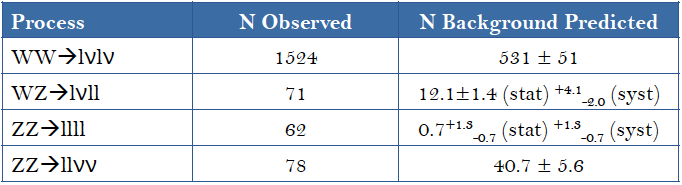 Process N Observed N Background Predicted
WW→lνlν 1524 531 ± 51
WZ→lνll 71 12.1±1.4 (stat) +4.1 -2.0 (syst)
ZZ→llll 62 0.7+1.3 -0.7 (stat) +1.3 -0.7 (syst)
ZZ→llνν 78 40.7 ± 5.6